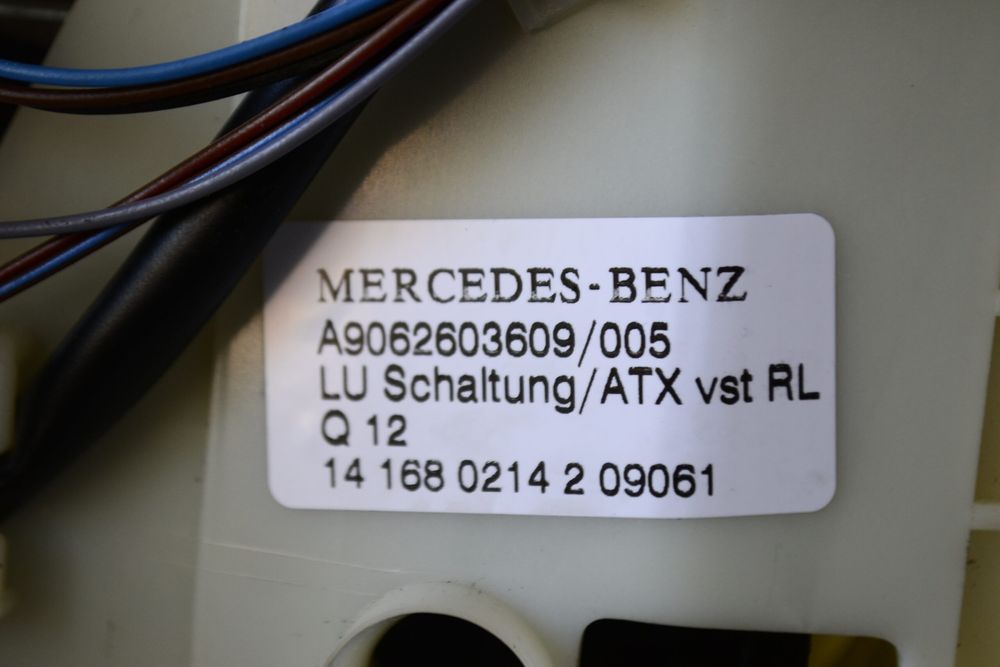 MERCEDES-BENZ
A9062603609/005
LU Schaltung/ATX vst RL
Q 12
14 168 0214 2 09061